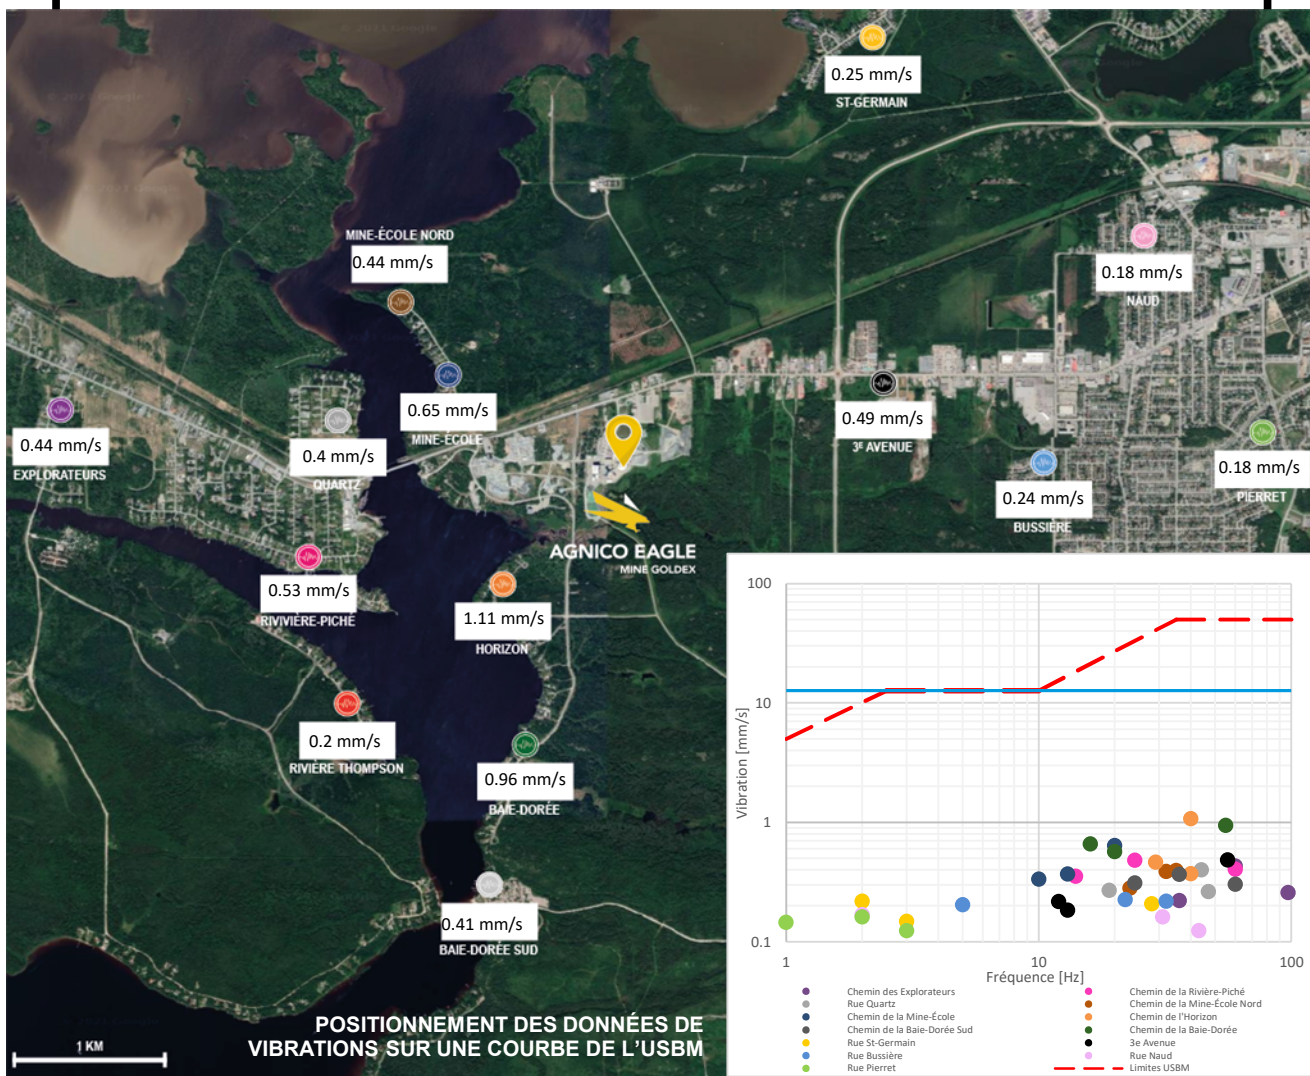 0.25 mm/s
ST-GERMAIN
MINE-ÉCOLE NORD
0.44 mm/s
0.18 mm/s
NAUD
0.65 mm/s
MINE-ÉCOLE
0.44 mm/s
EXPLORATEURS
0.4 mm/s
QUARTZ
0.49 mm/s
3E AVENUE
0.18 mm/s
PIERRET
0.24 mm/s
BUSSIÈRE
AGNICO EAGLE
MINE GOLDEX
0.53 mm/s
RIVIVIÈRE-PICHÉ
1.11 mm/s
HORIZON
0.2 mm/s
RIVIÈRE THOMPSON
0.96 mm/s
BAIE-DORÉE
0.41 mm/s
BAIE-DORÉE SUD
POSITIONNEMENT DES DONNÉES DE
VIBRATIONS SUR UNE COURBE DE L'USBM
1 KM
100
10
1
0.1
Vibration [mm/s]
1
10
100
Fréquence [Hz]
Chemin des Explorateurs
Chemin de la Rivière-Piché
Rue Quartz
Chemin de la Mine-École Nord
Chemin de la Mine-École
Chemin de l'Horizon
Chemin de la Baie-Dorée Sud
Chemin de la Baie-Dorée
Rue St-Germain
3e Avenue
Rue Bussière
Rue Naud
Rue Pierret
Limites USBM